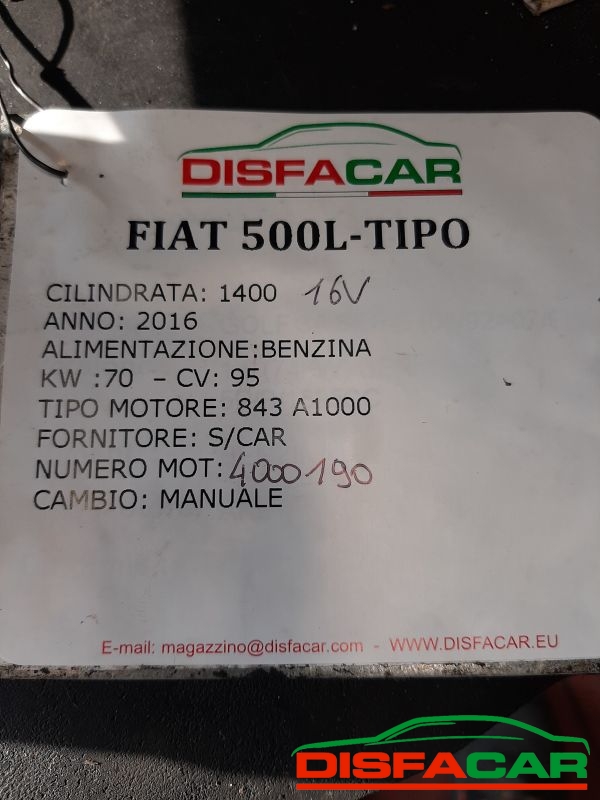 DISFACAR
FIAT 500L-TIPO
CILINDRATA: 1400 16V
ANNO: 2016
ALIMENTAZIONE:BENZINA
KW :70 – CV: 95
TIPO MOTORE: 843 A1000
FORNITORE: S/CAR
NUMERO MOT: 4000190
CAMBIO: MANUALE
E-mail: magazzino@disfacar.com - WWW.DISFACAR.EU
DISFACAR